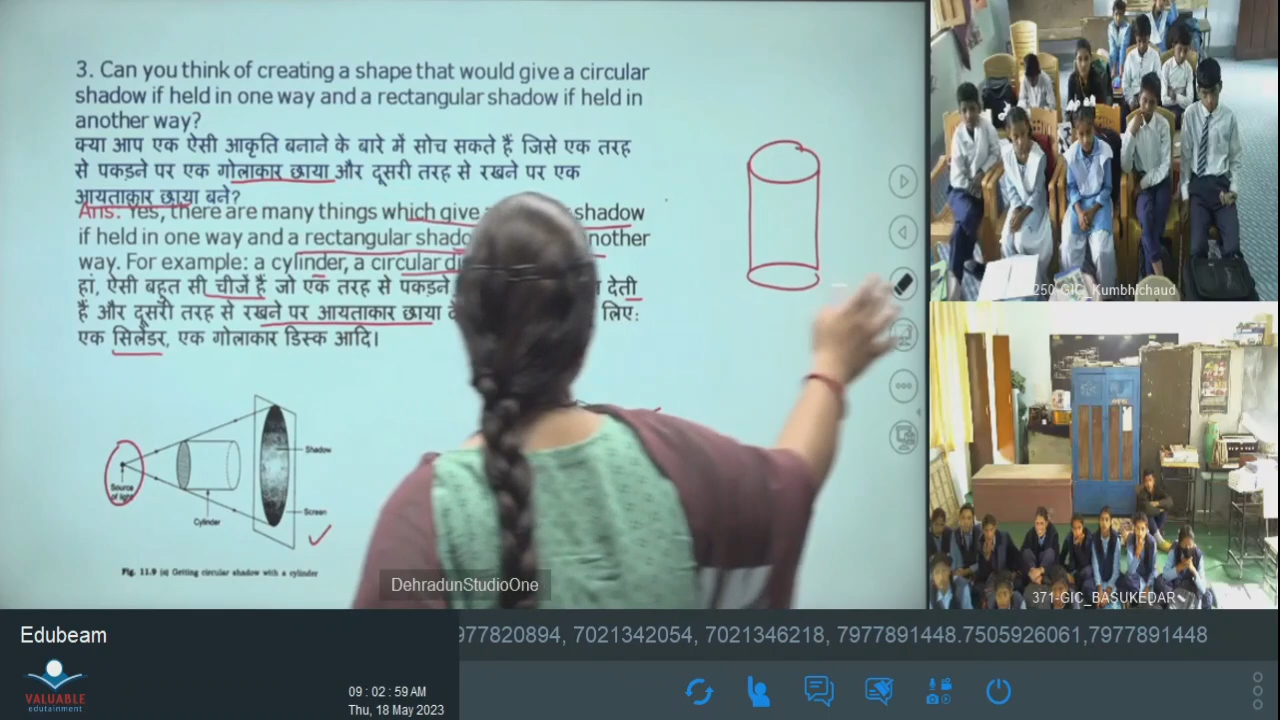 3. Can you think of creating a shape that would give a circular
shadow if held in one way and a rectangular shadow if held in
another way?
क्या आप एक ऐसी आकृति बनाने के बारे में सोच सकते हैं जिसे एक तरह
से पकड़ने पर एक गोलाकार छाया और दूसरी तरह से रखने पर एक
आयताकार छाया बने?
Ans: Yes, there are many things which give shadow
if held in one way and a rectangular nother
way. For example: a cylinder, a circular
हां, ऐसी बहुत सी चीजें हैं जो एक तरह से पकड़ने देती
हैं और दूसरी तरह से रखने पर आयताकार छाया लिए:
एक सिलेंडर, एक गोलाकार डिस्क आदि।
Source
of light
Cylinder
Shadow
Screen
Fig. 11.9 (a) Getting circular shadow with a cylinder
DehradunStudioOne
250-GIC_Kumbhichaud
371-GIC_BASUKEDAR
Edubeam
977820894, 7021342054, 7021346218, 7977891448.7505926061,7977891448
VALUABLE
edutainment
09 : 02 : 59 AM
Thu, 18 May 2023